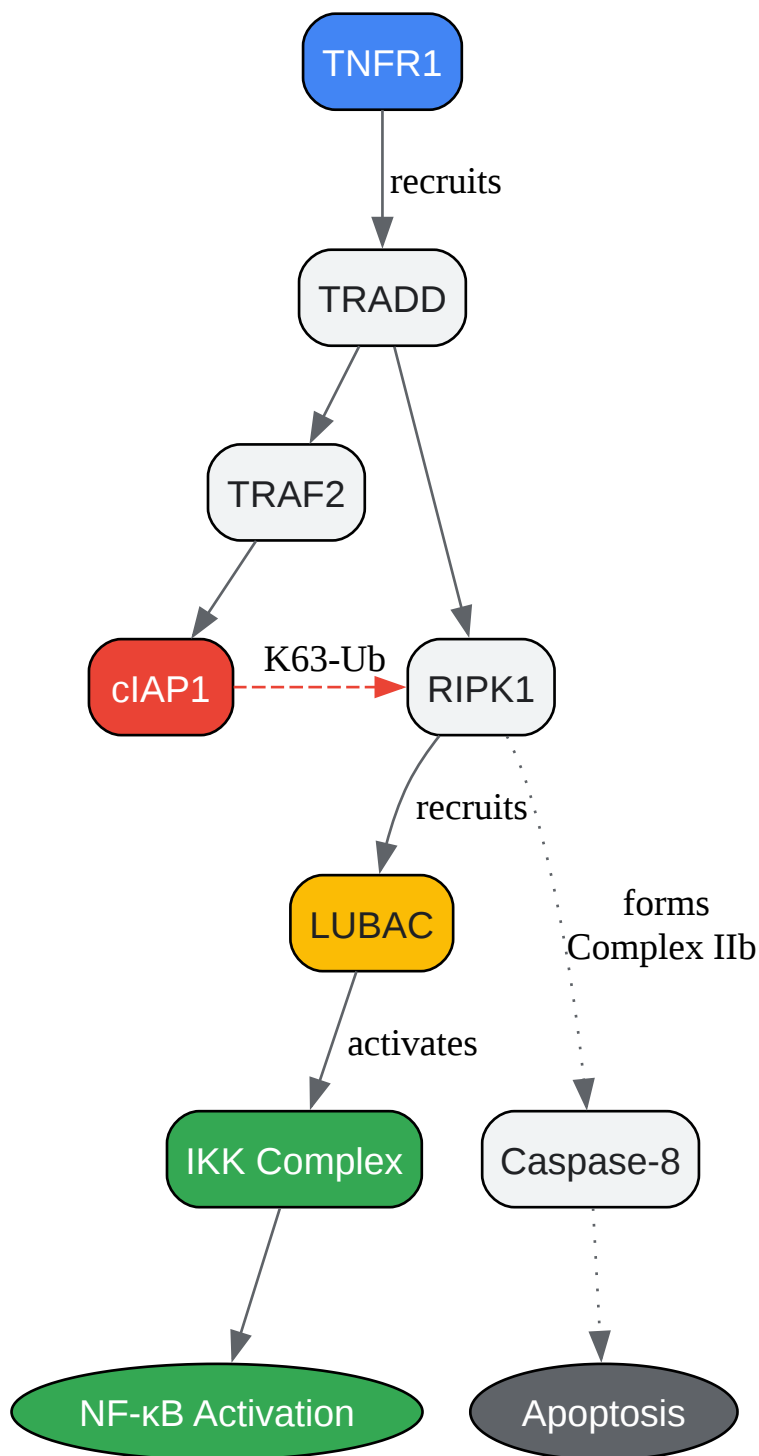 TNFR1
recruits
TRADD
TRAF2
K63-Ub
cIAP1
RIPK1
recruits
forms
Complex IIb
LUBAC
activates
IKK Complex
Caspase-8
NF-κB Activation
Apoptosis